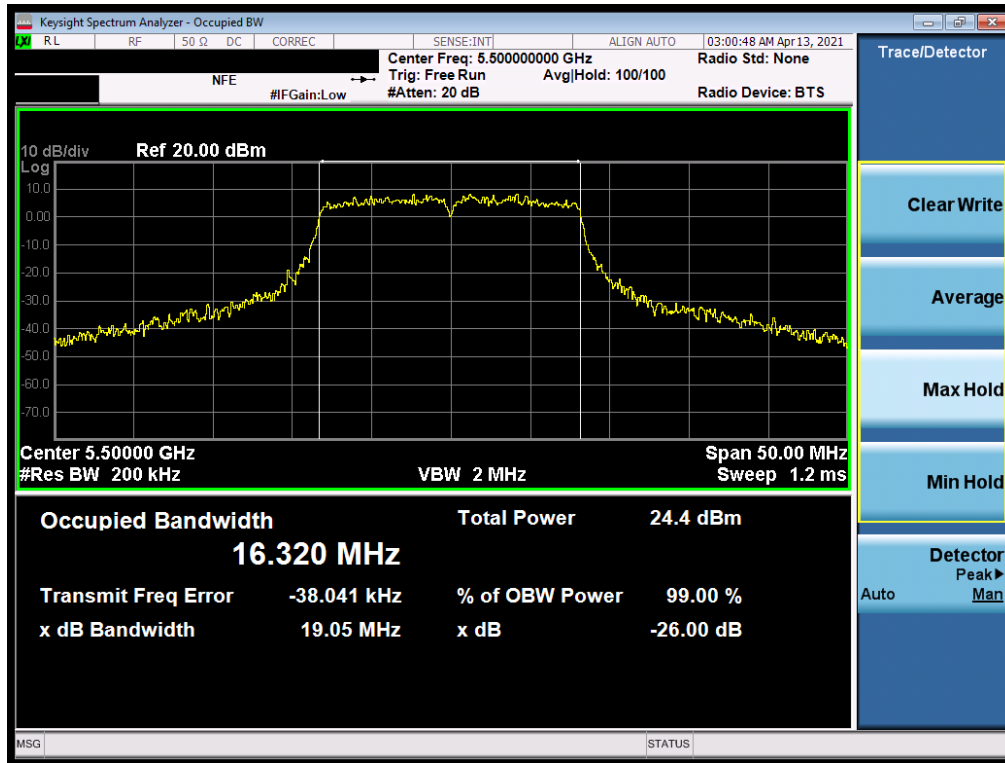 Keysight Spectrum Analyzer - Occupied BW
LXI RL RF 50 Ω DC CORREC SENSE:INT ALIGN AUTO 03:00:48 AM Apr 13, 2021
Center Freq: 5.500000000 GHz Radio Std: None
NFE Trig: Free Run Avg|Hold: 100/100
#IFGain:Low #Atten: 20 dB Radio Device: BTS
10 dB/div Ref 20.00 dBm
Log
10.0
0.00
-10.0
-20.0
-30.0
-40.0
-50.0
-60.0
-70.0
Center 5.50000 GHz Span 50.00 MHz
#Res BW 200 kHz VBW 2 MHz Sweep 1.2 ms
Occupied Bandwidth Total Power 24.4 dBm
16.320 MHz
Transmit Freq Error -38.041 kHz % of OBW Power 99.00 %
x dB Bandwidth 19.05 MHz x dB -26.00 dB
MSG STATUS
Trace/Detector
Clear Write
Average
Max Hold
Min Hold
Detector
Peak▶
Auto Man